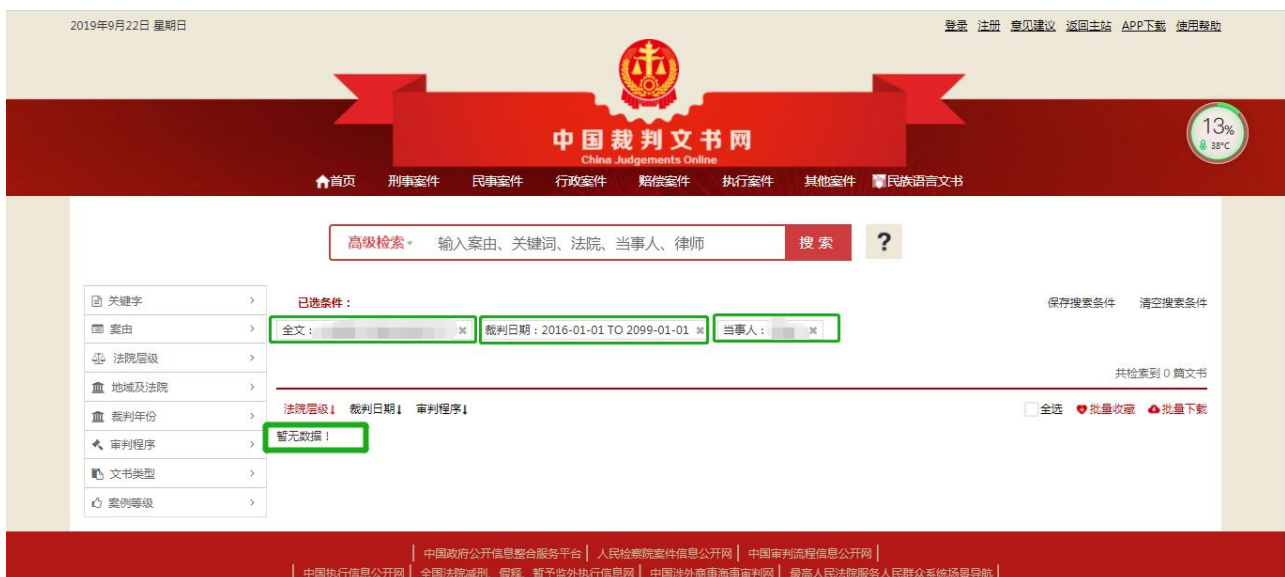 2019年9月22日 星期日
登录 注册 意见建议 返回主站 APP下载 使用帮助
中国裁判文书网
China Judgements Online
13%
38°C
首页 刑事案件 民事案件 行政案件 赔偿案件 执行案件 其他案件 民族语言文书
高级检索 输入案由、关键词、法院、当事人、律师 搜索 ?
关键字
案由
法院层级
地域及法院
裁判年份
审判程序
文书类型
案例等级
已选条件：
保存搜索条件 清空搜索条件
全文： × 裁判日期：2016-01-01 TO 2099-01-01 × 当事人： ×
共检索到 0 篇文书
法院层级↓ 裁判日期↓ 审判程序↓
全选 批量收藏 批量下载
暂无数据！
| 中国政府公开信息整合服务平台 | 人民检察院案件信息公开网 | 中国审判流程信息公开网 |
| 中国执行信息公开网 | 全国法院减刑、假释、暂予监外执行信息网 | 中国涉外商事海事审判网 | 最高人民法院服务人民群众系统场景导航 |